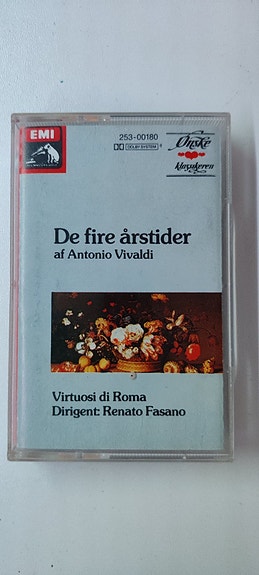 EMI
253-00180
DOLBY SYSTEM
Ønske
klassikeren
De fire årstider
af Antonio Vivaldi
Virtuosi di Roma
Dirigent: Renato Fasano